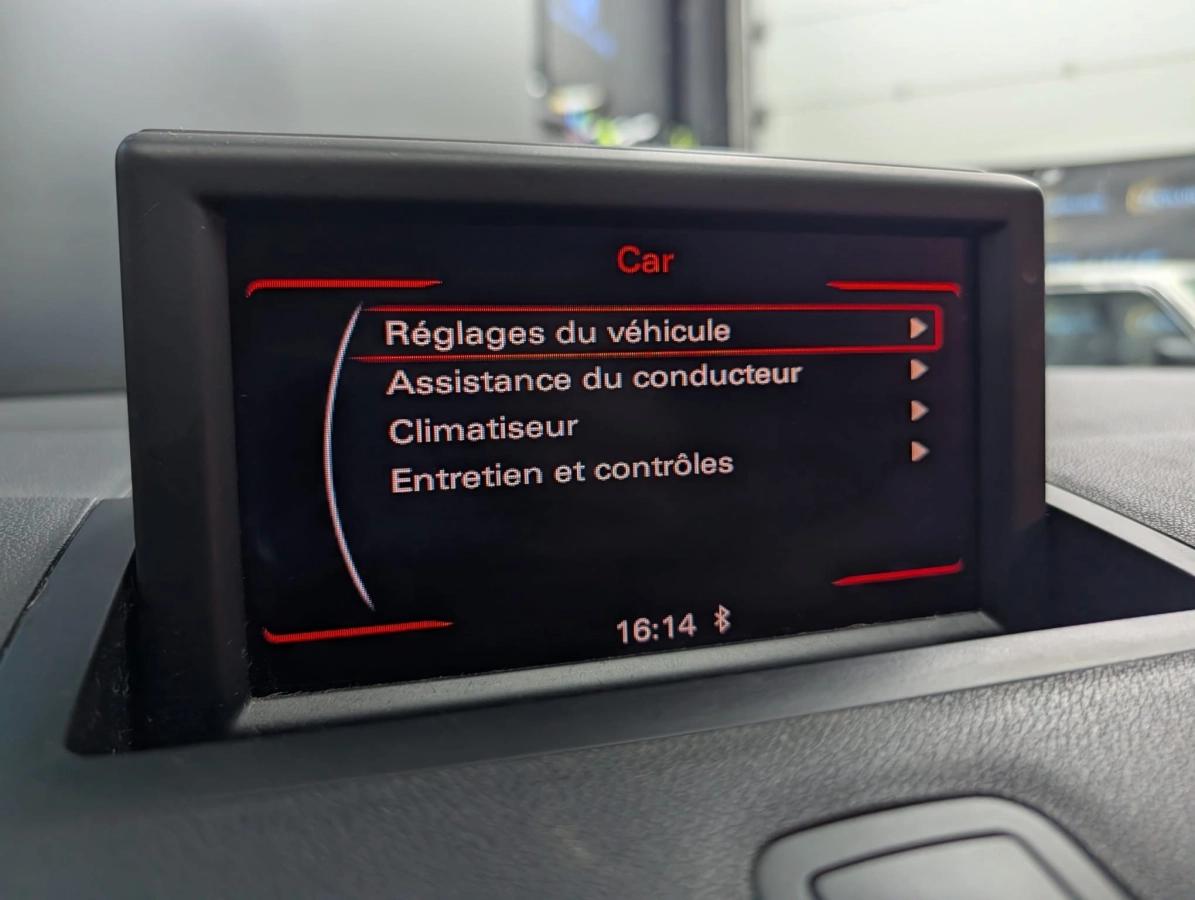 Car
Réglages du véhicule
Assistance du conducteur
Climatiseur
Entretien et contrôles
16:14